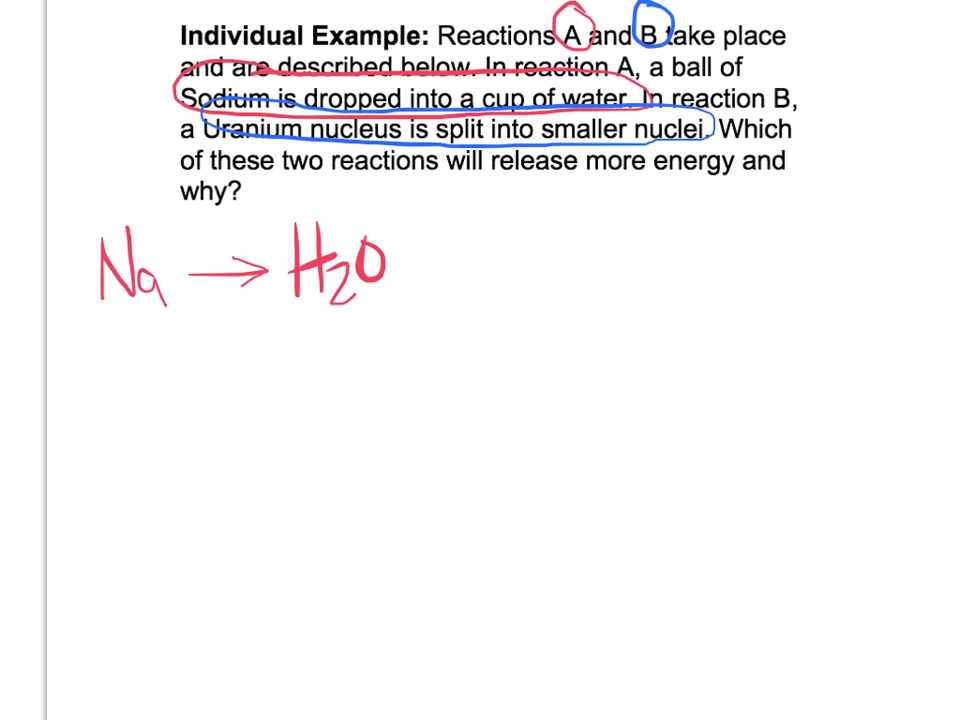 Individual Example: Reactions A and B take place
and are described below. In reaction A, a ball of
Sodium is dropped into a cup of water. In reaction B,
a Uranium nucleus is split into smaller nuclei. Which
of these two reactions will release more energy and
why?
Na → H₂O